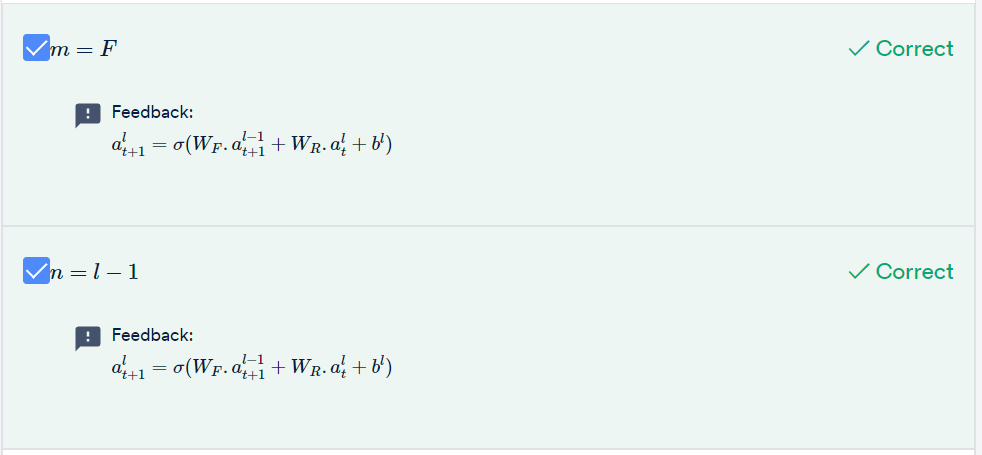 m = F
Correct
Feedback:
a^l_{t+1} = σ(W_F.a^{l−1}_{t+1} + W_R.a^l_t + b^l)
n = l − 1
Correct
Feedback:
a^l_{t+1} = σ(W_F.a^{l−1}_{t+1} + W_R.a^l_t + b^l)